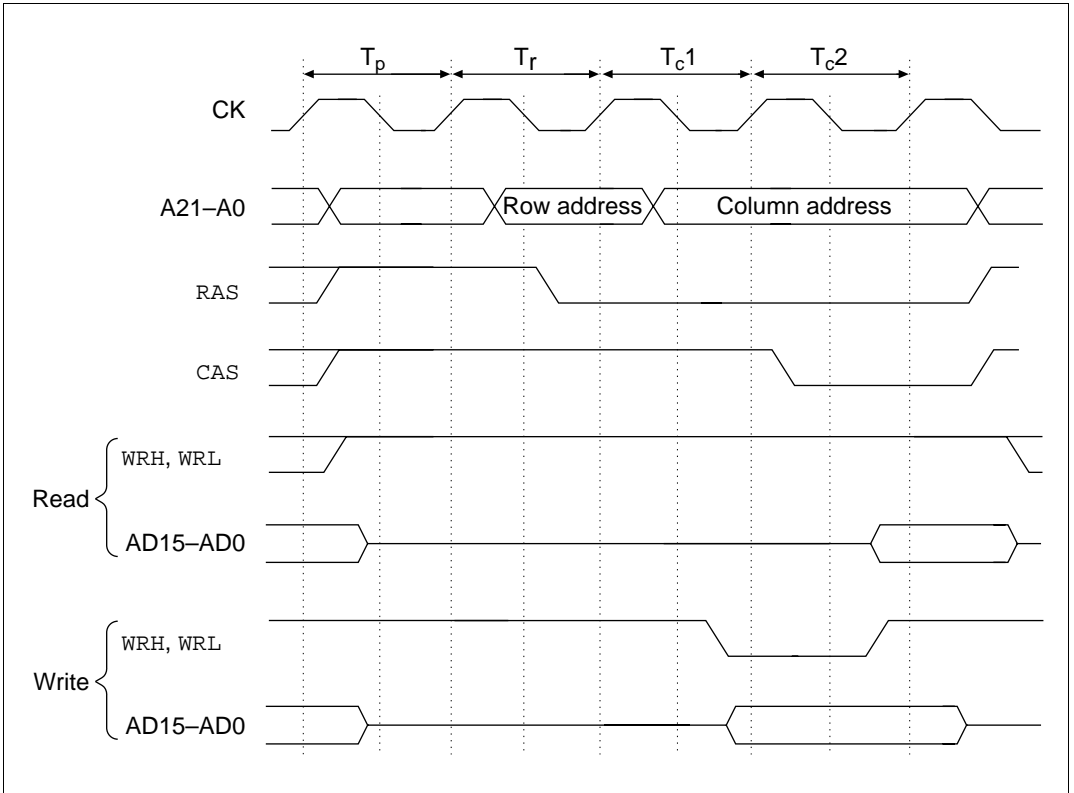 Tp Tr Tc1 Tc2
CK
A21–A0 Row address Column address
RAS
CAS
Read WRH, WRL
AD15–AD0
Write WRH, WRL
AD15–AD0